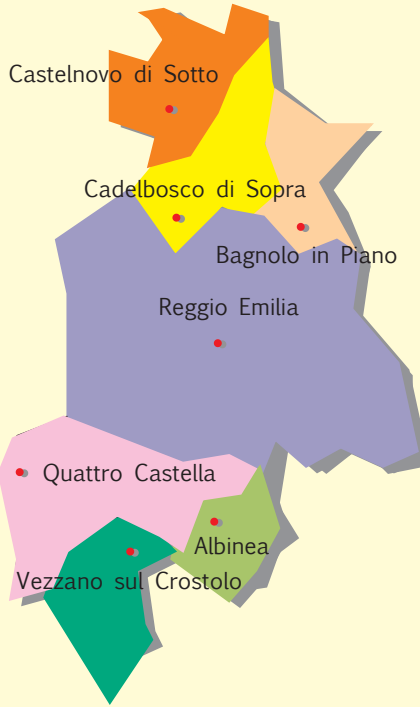 Castelnovo di Sotto
Cadelbosco di Sopra
Bagnolo in Piano
Reggio Emilia
Quattro Castella
Albinea
Vezzano sul Crostolo